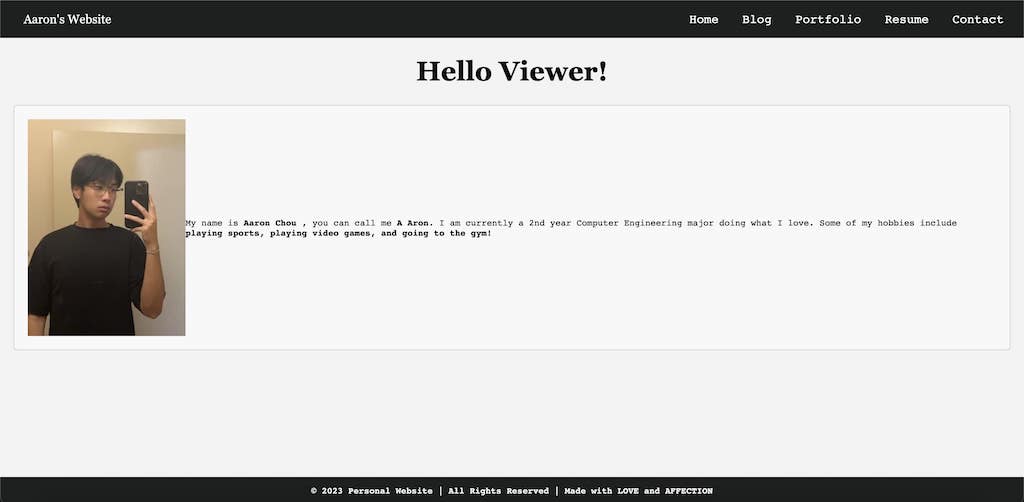 Aaron's Website
Home Blog Portfolio Resume Contact
Hello Viewer!
My name is Aaron Chou , you can call me A Aron. I am currently a 2nd year Computer Engineering major doing what I love. Some of my hobbies include
playing sports, playing video games, and going to the gym!
© 2023 Personal Website | All Rights Reserved | Made with LOVE and AFFECTION